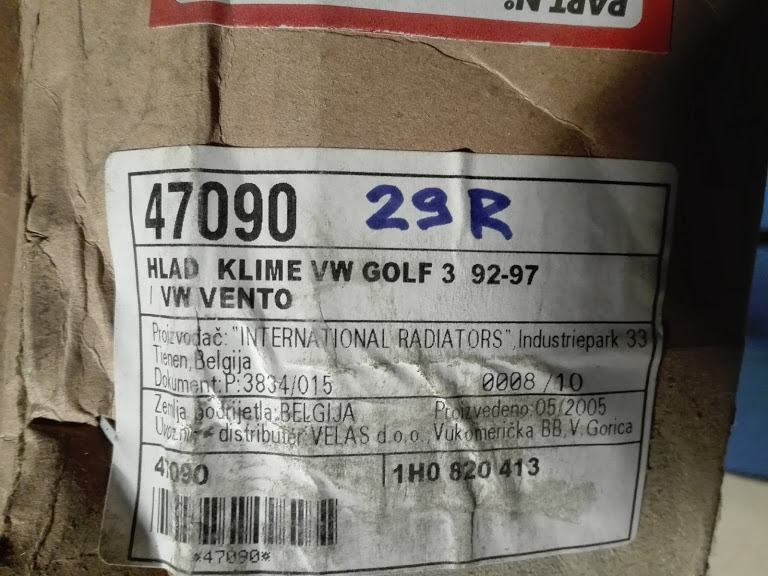 PART N°
47090 29R
HLAD KLIME VW GOLF 3 92-97
/ VW VENTO
Proizvođač: "INTERNATIONAL RADIATORS", Industriepark 33
Tienen, Belgija
Dokument: P: 3834/015 0008 /10
Zemlja podrijetla: BELGIJA Proizvedeno: 05/2005
Uvoznik - distributer VELAS d.o.o., Vukomerička BB, V. Gorica
47090 1H0 820 413
*47090*